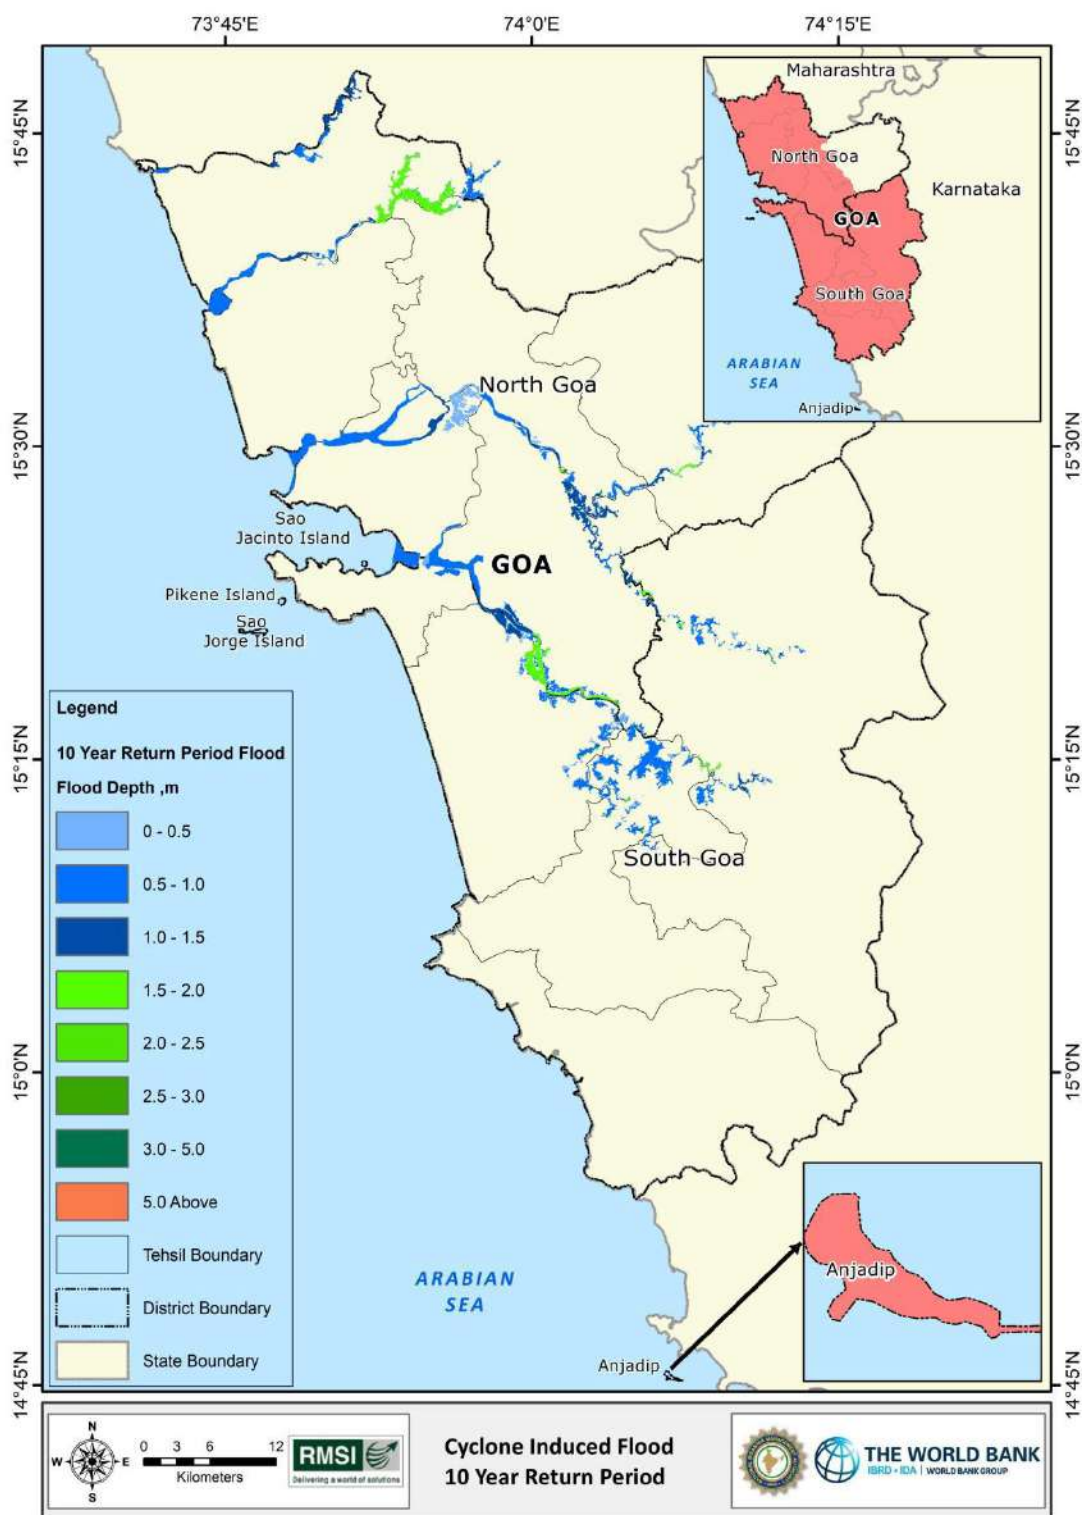 73°45'E
74°0'E
74°15'E
15°45'N
15°45'N
15°30'N
15°30'N
15°15'N
15°15'N
15°0'N
15°0'N
14°45'N
14°45'N
Maharashtra
North Goa
Karnataka
GOA
South Goa
ARABIAN
SEA
Anjadip
North Goa
Sao
Jacinto Island
GOA
Pikene Island
Sao
Jorge Island
South Goa
Legend
10 Year Return Period Flood
Flood Depth ,m
0 - 0.5
0.5 - 1.0
1.0 - 1.5
1.5 - 2.0
2.0 - 2.5
2.5 - 3.0
3.0 - 5.0
5.0 Above
Tehsil Boundary
District Boundary
State Boundary
ARABIAN
SEA
Anjadip
Anjadip
N
W E
S
0 3 6 12
Kilometers
RMSI
Delivering a world of solutions
Cyclone Induced Flood
10 Year Return Period
THE WORLD BANK
IBRD • IDA | WORLD BANK GROUP